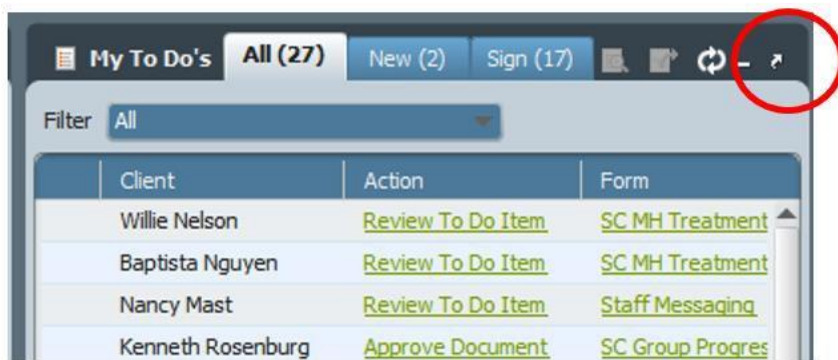 My To Do's All (27) New (2) Sign (17)
Filter All
Client Action Form
Willie Nelson Review To Do Item SC MH Treatment
Baptista Nguyen Review To Do Item SC MH Treatment
Nancy Mast Review To Do Item Staff Messaging
Kenneth Rosenburg Approve Document SC Group Progres